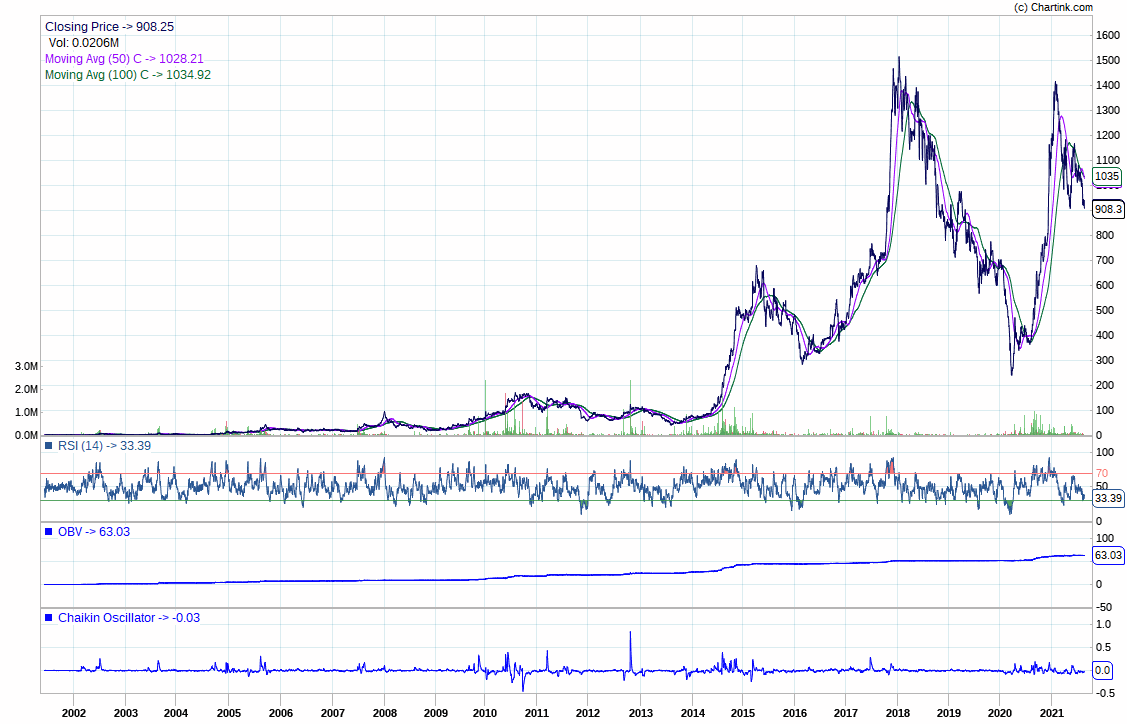 (c) Chartink.com
Closing Price -> 908.25
Vol: 0.0206M
Moving Avg (50) C -> 1028.21
Moving Avg (100) C -> 1034.92
1600
1500
1400
1300
1200
1100
1035
908.3
800
700
600
500
400
300
200
100
0
3.0M
2.0M
1.0M
0.0M
RSI (14) -> 33.39
100
70
50
33.39
0
OBV -> 63.03
100
63.03
0
-50
Chaikin Oscillator -> -0.03
1.0
0.5
0.0
-0.5
2002 2003 2004 2005 2006 2007 2008 2009 2010 2011 2012 2013 2014 2015 2016 2017 2018 2019 2020 2021